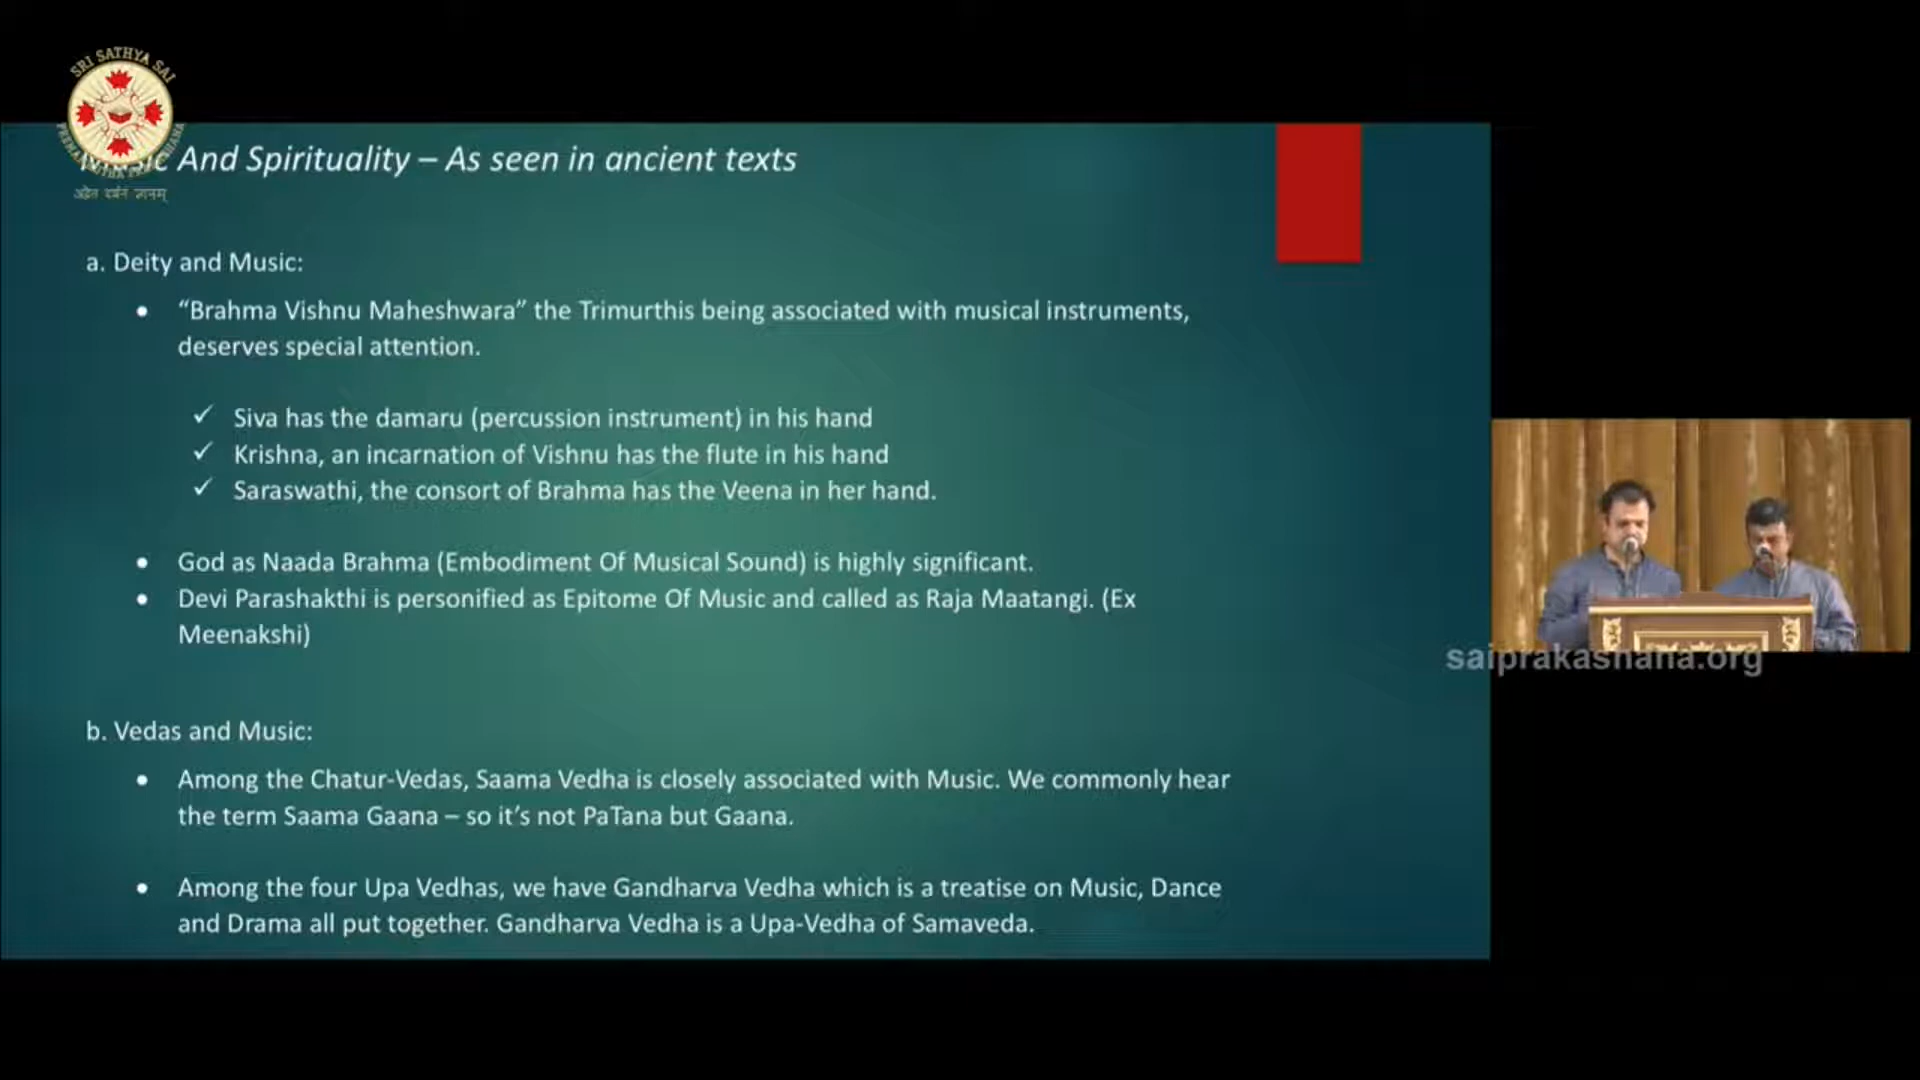 SRI SATHYA SAI
अद्वैत दर्शन ज्ञानम्
Music And Spirituality – As seen in ancient texts
a. Deity and Music:
• “Brahma Vishnu Maheshwara” the Trimurthis being associated with musical instruments,
deserves special attention.
✓ Siva has the damaru (percussion instrument) in his hand
✓ Krishna, an incarnation of Vishnu has the flute in his hand
✓ Saraswathi, the consort of Brahma has the Veena in her hand.
• God as Naada Brahma (Embodiment Of Musical Sound) is highly significant.
• Devi Parashakthi is personified as Epitome Of Music and called as Raja Maatangi. (Ex
Meenakshi)
saiprakashana.org
b. Vedas and Music:
• Among the Chatur-Vedas, Saama Vedha is closely associated with Music. We commonly hear
the term Saama Gaana – so it’s not PaTana but Gaana.
• Among the four Upa Vedhas, we have Gandharva Vedha which is a treatise on Music, Dance
and Drama all put together. Gandharva Vedha is a Upa-Vedha of Samaveda.